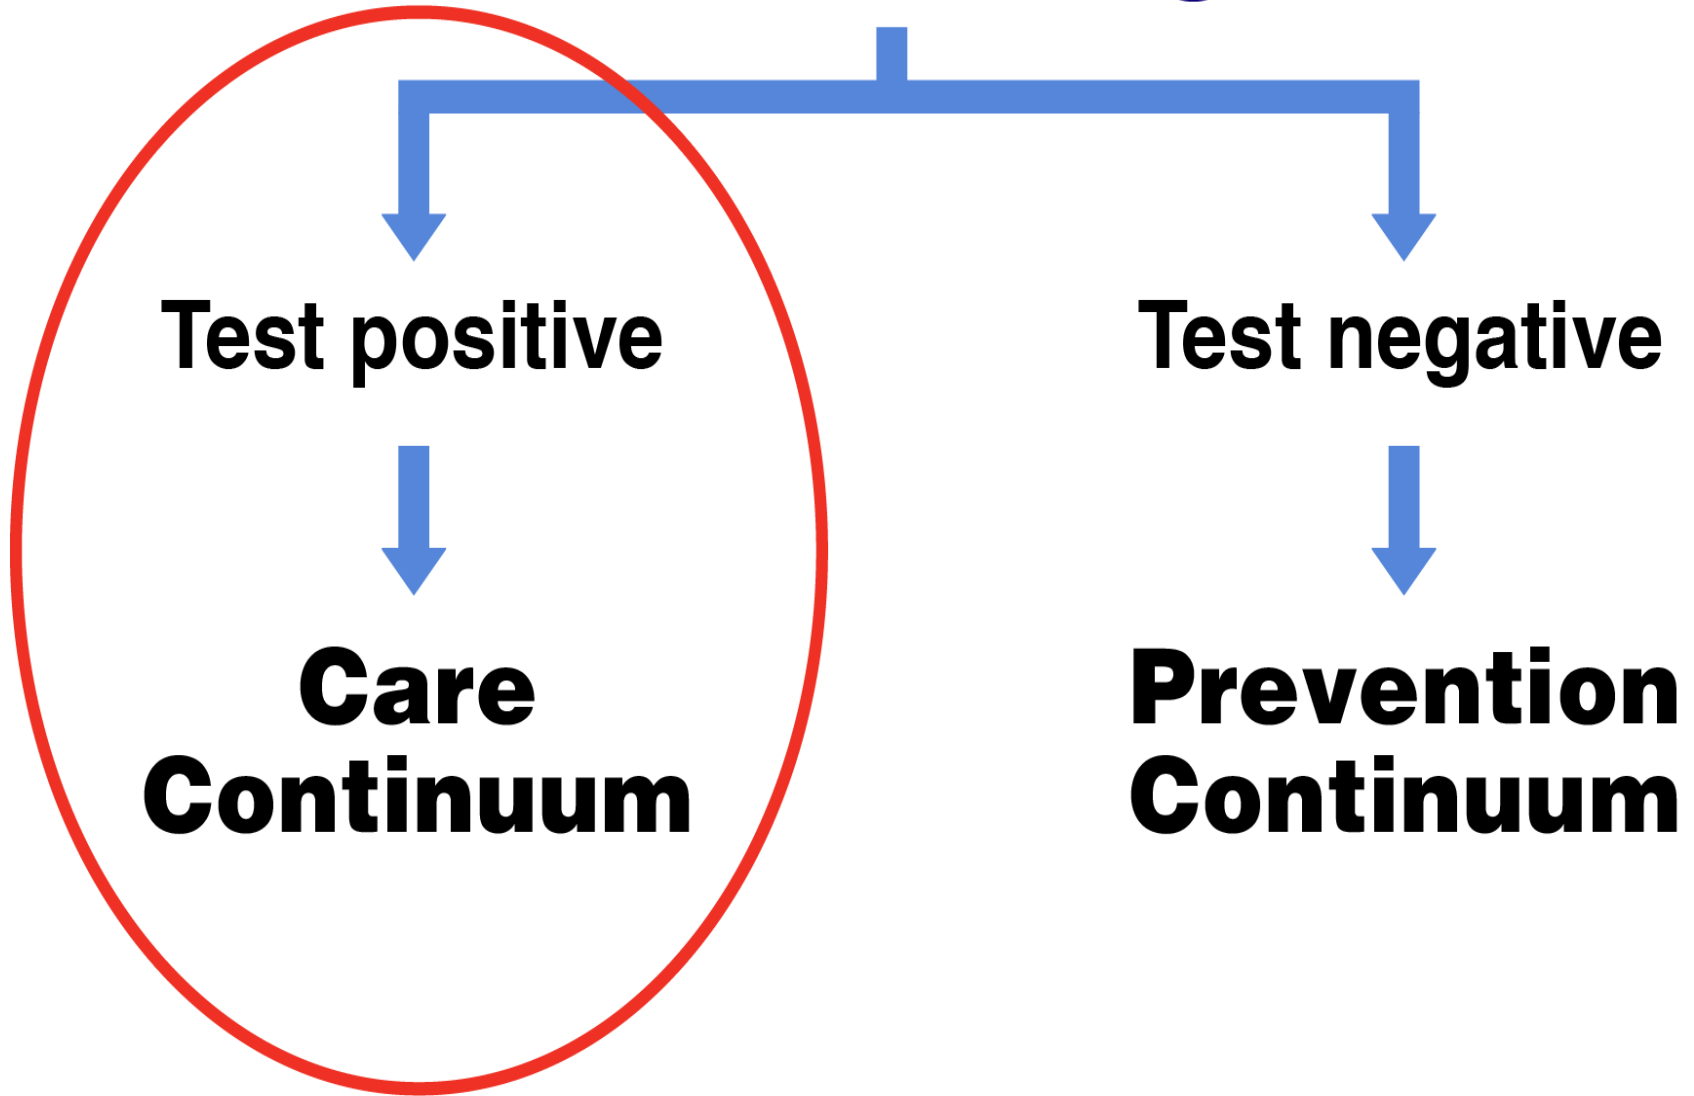 Test positive
Test negative
Care
Continuum
Prevention
Continuum